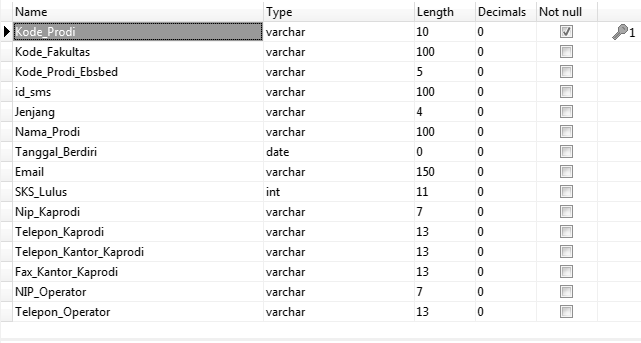 Name Type Length Decimals Not null
Kode_Prodi varchar 10 0 1
Kode_Fakultas varchar 100 0
Kode_Prodi_Ebsbed varchar 5 0
id_sms varchar 100 0
Jenjang varchar 4 0
Nama_Prodi varchar 100 0
Tanggal_Berdiri date 0 0
Email varchar 150 0
SKS_Lulus int 11 0
Nip_Kaprodi varchar 7 0
Telepon_Kaprodi varchar 13 0
Telepon_Kantor_Kaprodi varchar 13 0
Fax_Kantor_Kaprodi varchar 13 0
NIP_Operator varchar 7 0
Telepon_Operator varchar 13 0